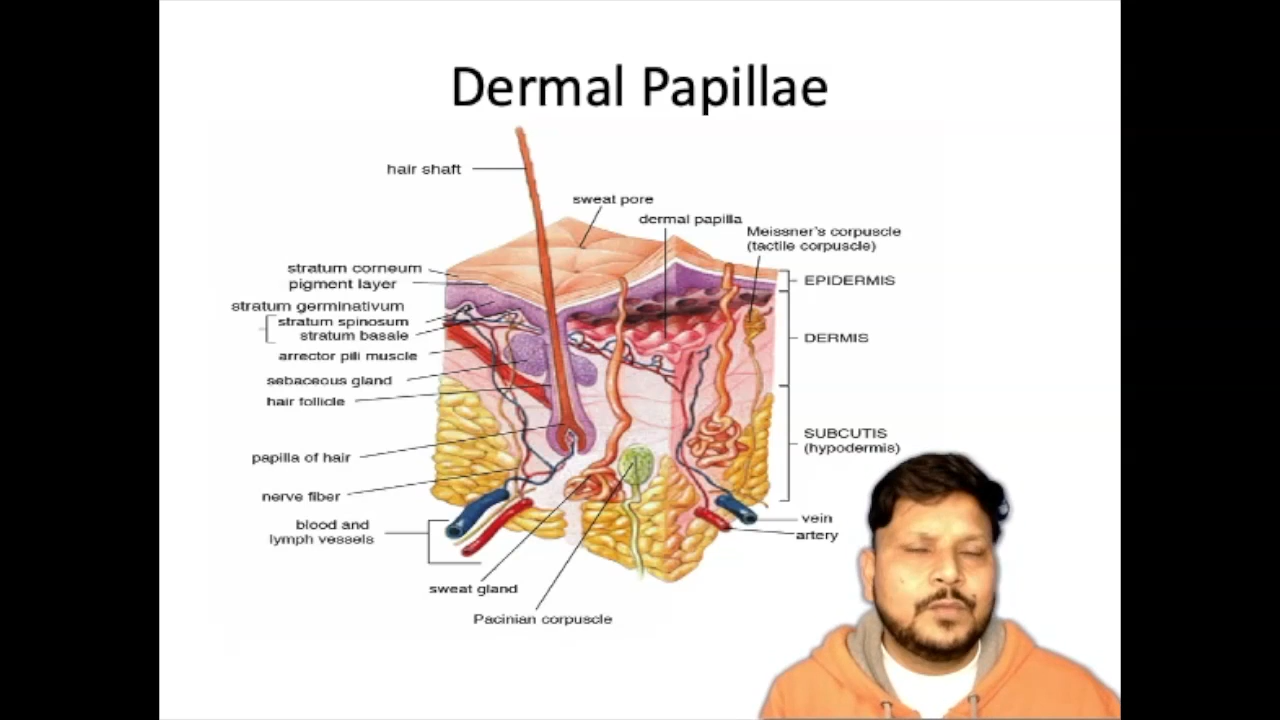 Dermal Papillae
hair shaft
sweat pore
dermal papilla
Meissner's corpuscle
(tactile corpuscle)
stratum corneum
pigment layer
stratum germinativum
stratum spinosum
stratum basale
arrector pili muscle
sebaceous gland
hair follicle
papilla of hair
nerve fiber
blood and
lymph vessels
sweat gland
Pacinian corpuscle
EPIDERMIS
DERMIS
SUBCUTIS
(hypodermis)
vein
artery